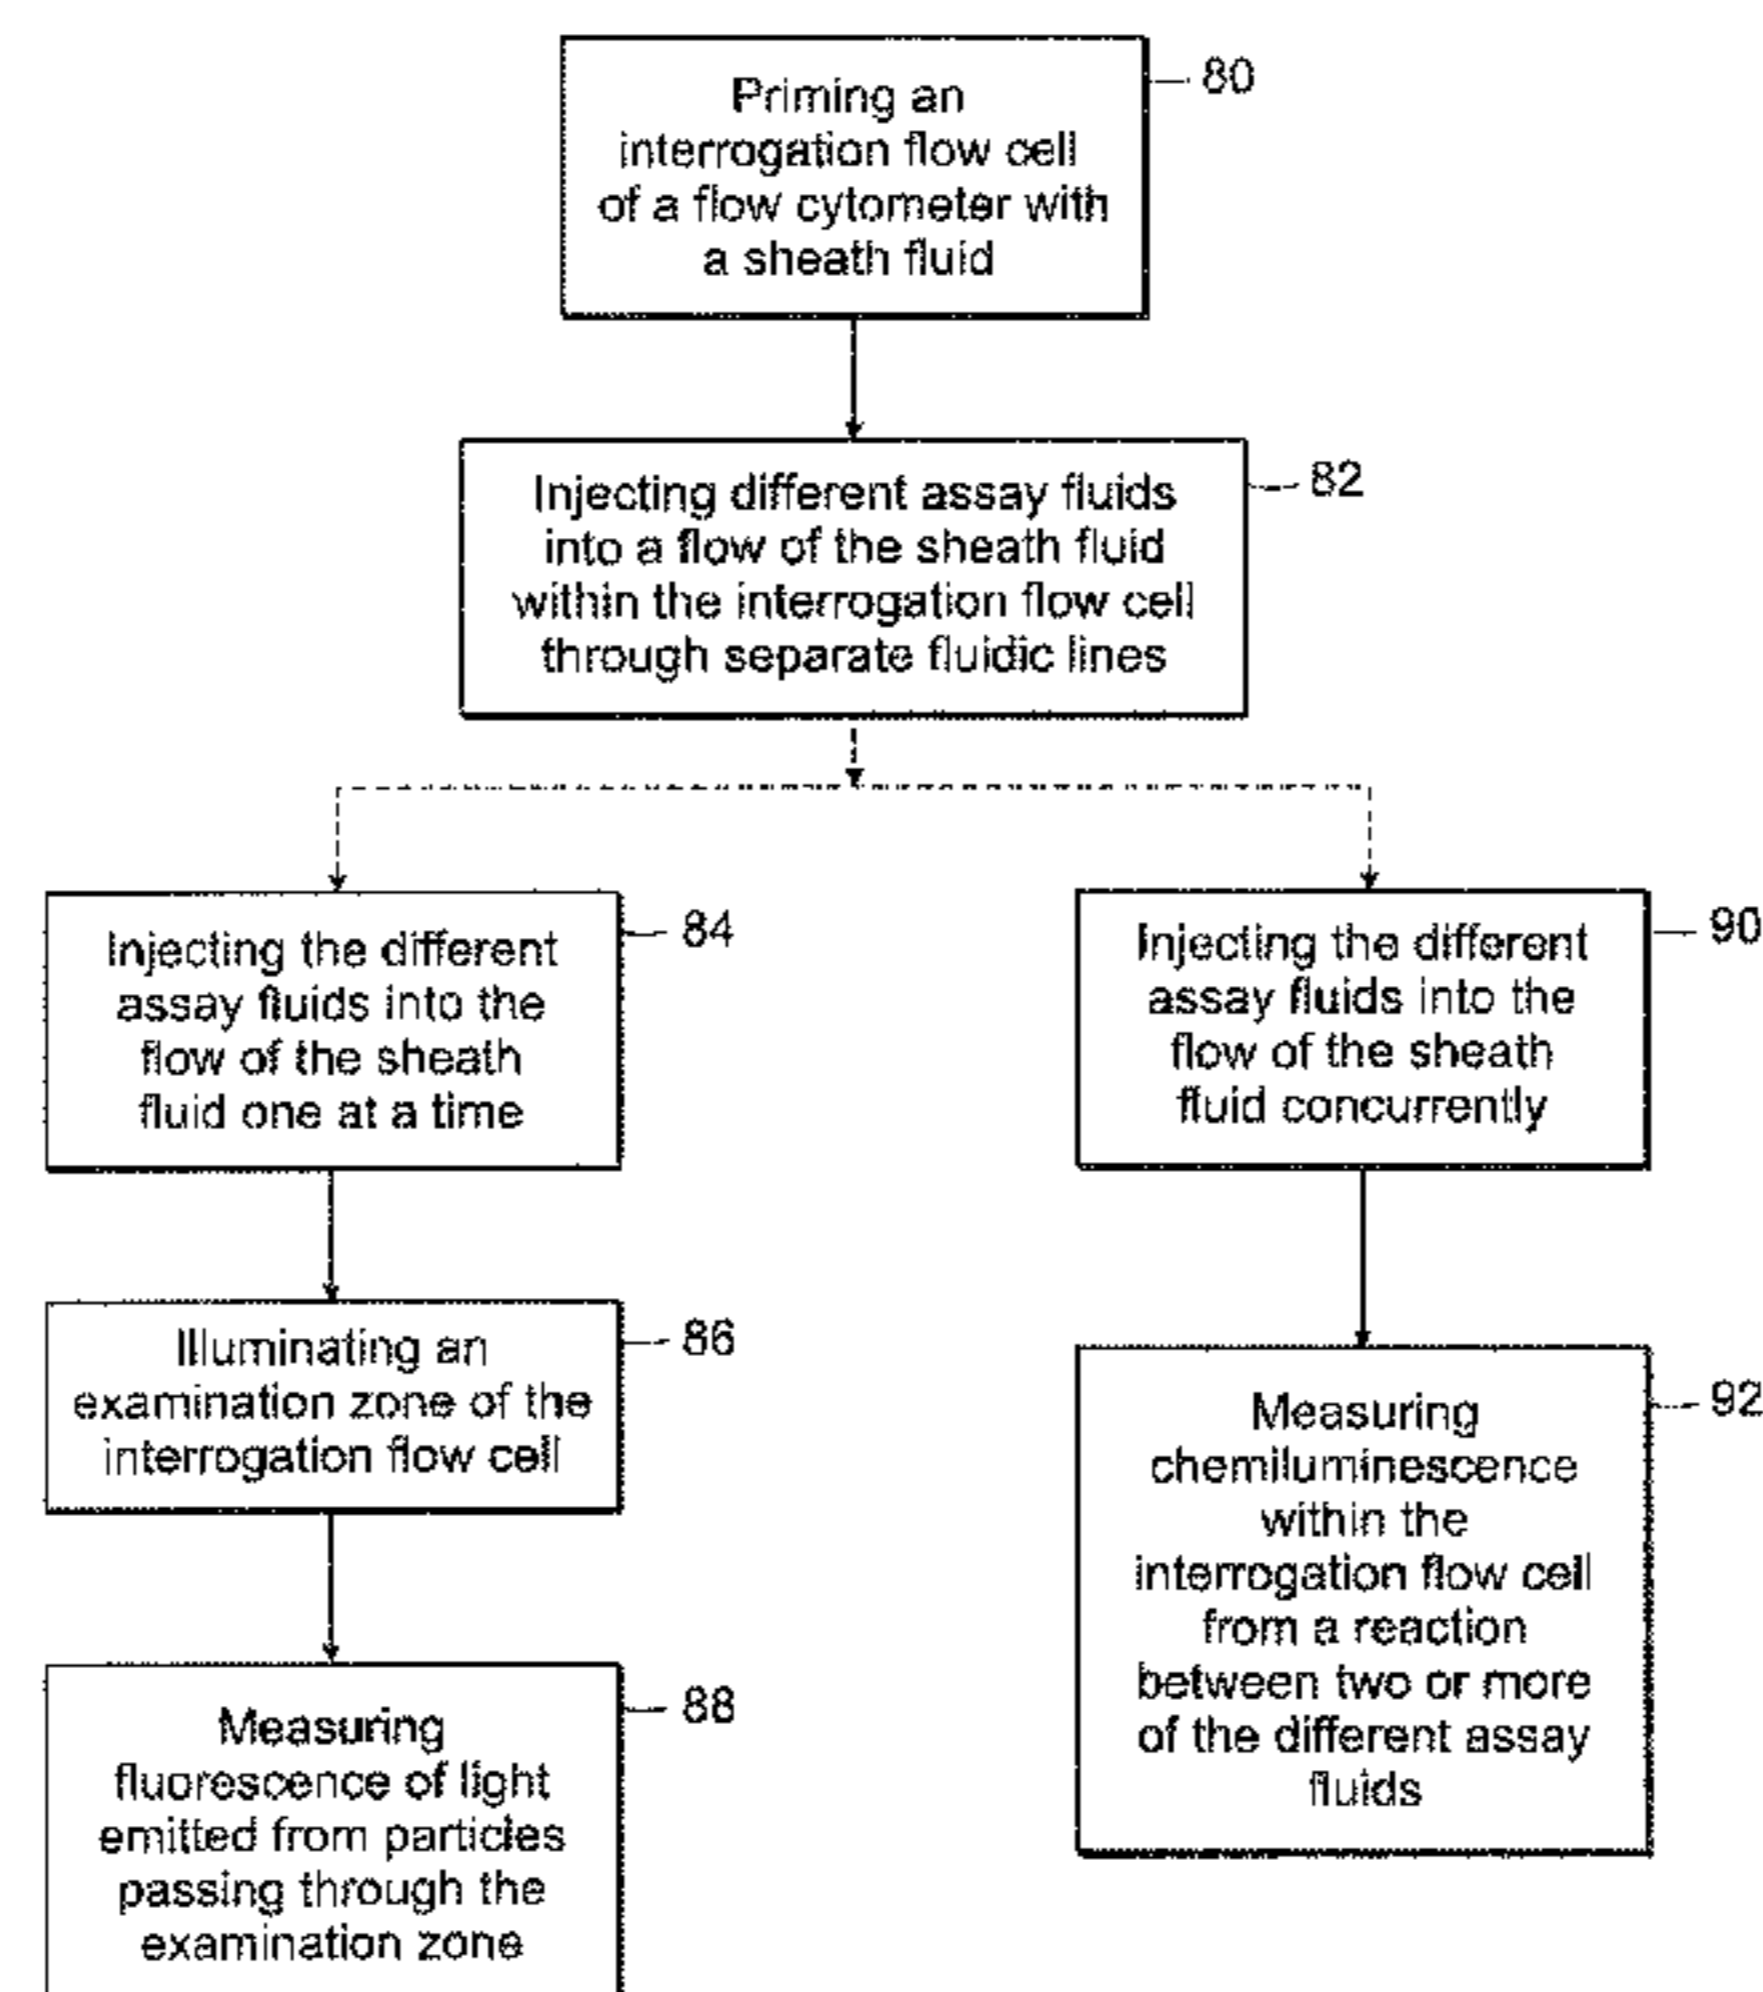 Priming an
interrogation flow cell
of a flow cytometer with
a sheath fluid
80
Injecting different assay fluids
into a flow of the sheath fluid
within the interrogation flow cell
through separate fluidic lines
82
Injecting the different
assay fluids into the
flow of the sheath
fluid one at a time
84
Illuminating an
examination zone of the
interrogation flow cell
86
Measuring
fluorescence of light
emitted from particles
passing through the
examination zone
88
Injecting the different
assay fluids into the
flow of the sheath
fluid concurrently
90
Measuring
chemiluminescence
within the
interrogation flow cell
from a reaction
between two or more
of the different assay
fluids
92